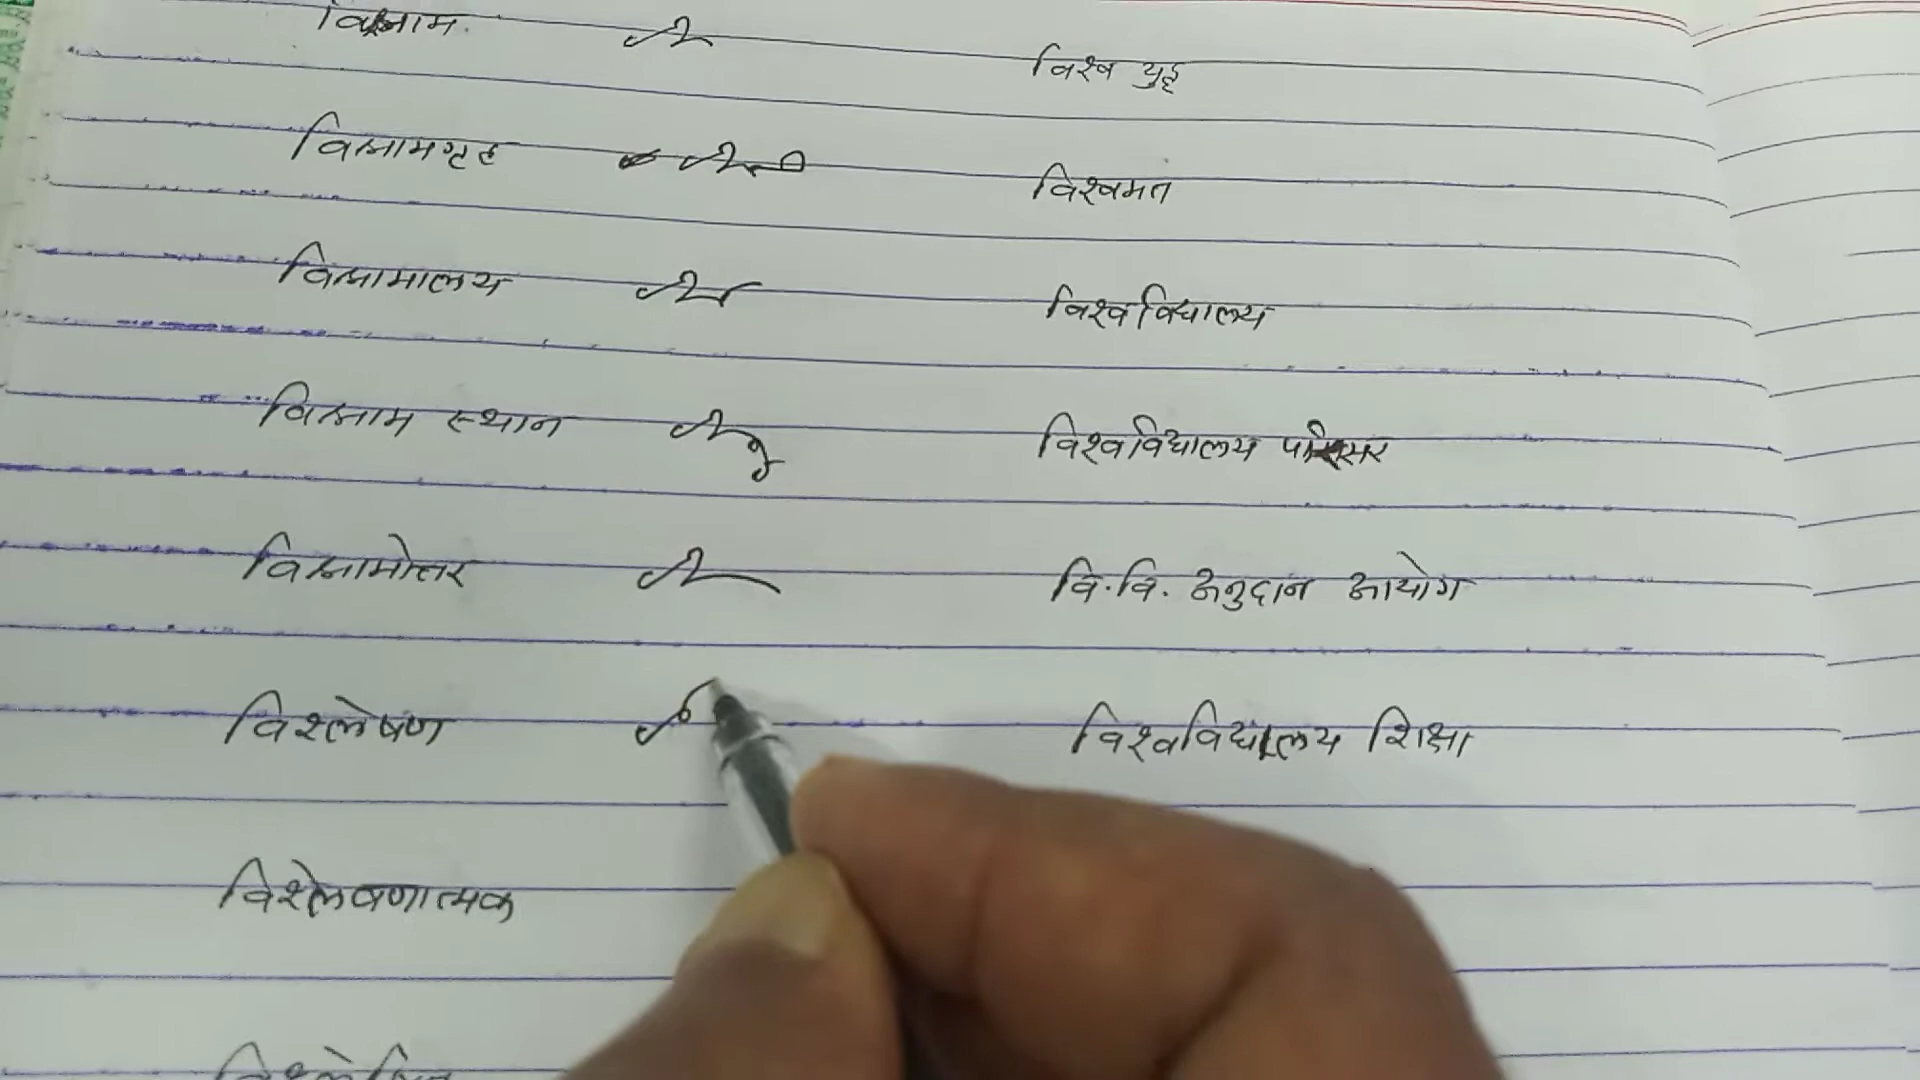 विश्राम.
विश्व युद्ध
विश्रामगृह
विश्वमत
विश्रामालय
विश्वविद्यालय
विश्राम स्थान
विश्वविद्यालय परिसर
विश्रामोत्तर
वि.वि. अनुदान आयोग
विश्लेषण
विश्वविद्यालय शिक्षा
विश्लेषणात्मक